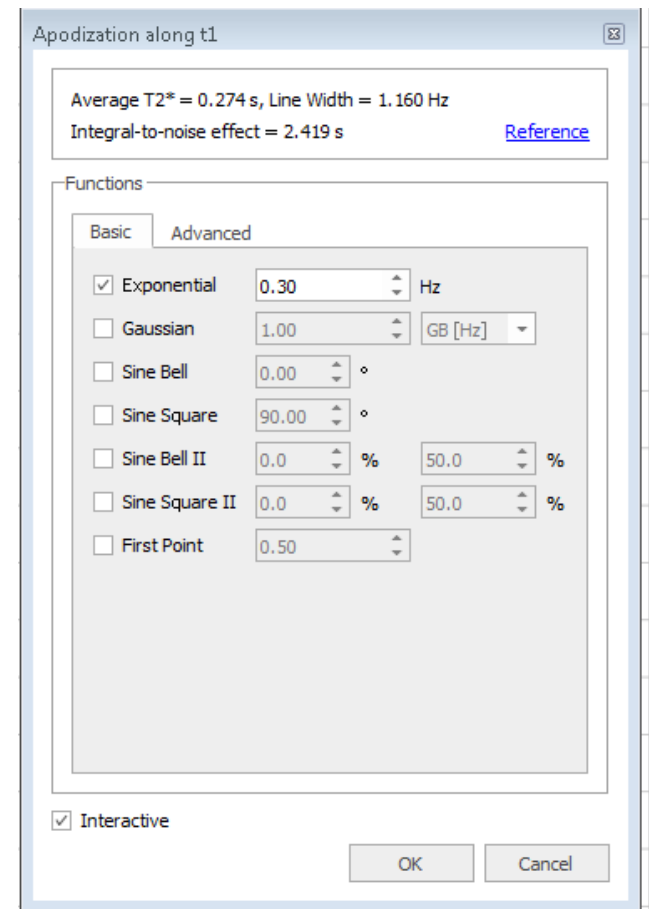 Apodization along t1
Average T2* = 0.274 s, Line Width = 1.160 Hz
Integral-to-noise effect = 2.419 s Reference
Functions
Basic Advanced
Exponential 0.30 Hz
Gaussian 1.00 GB [Hz]
Sine Bell 0.00 °
Sine Square 90.00 °
Sine Bell II 0.0 % 50.0 %
Sine Square II 0.0 % 50.0 %
First Point 0.50
Interactive
OK Cancel